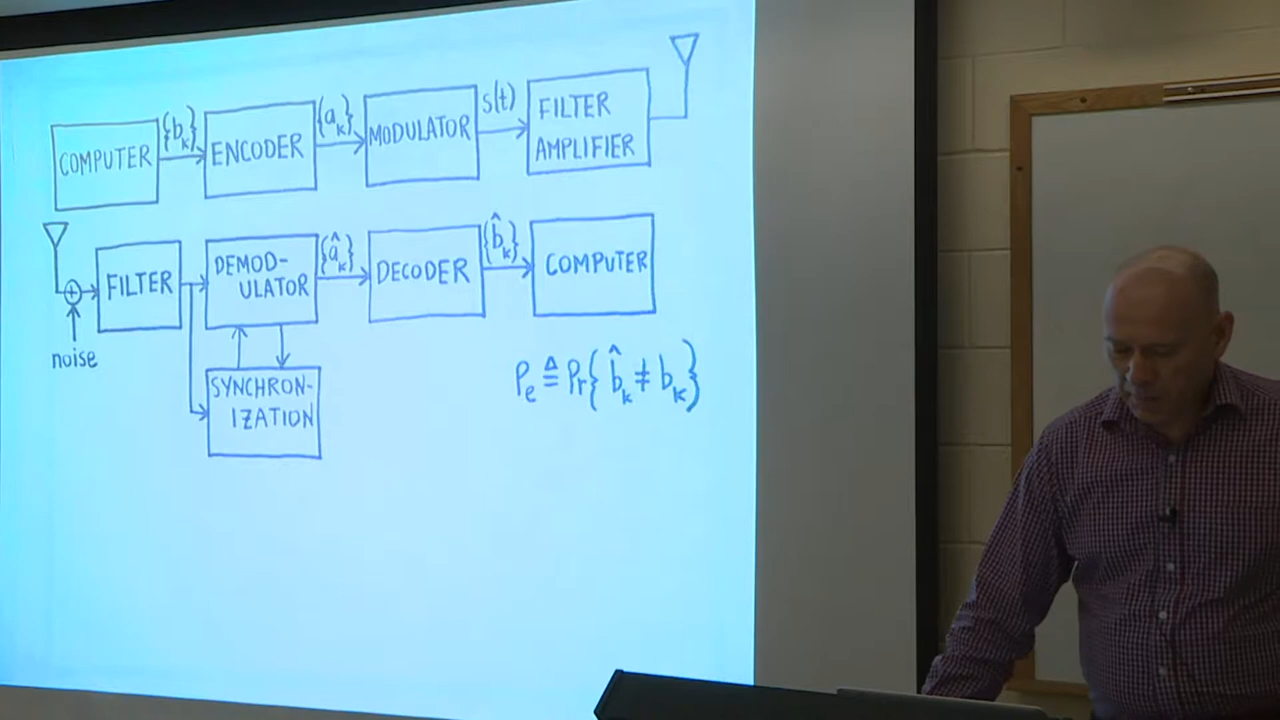 COMPUTER {b_k} ENCODER {a_k} MODULATOR s(t) FILTER AMPLIFIER
FILTER DEMOD-ULATOR {â_k} DECODER {b̂_k} COMPUTER
noise
SYNCHRON-IZATION
P_e ≜ Pr{ b̂_k ≠ b_k }